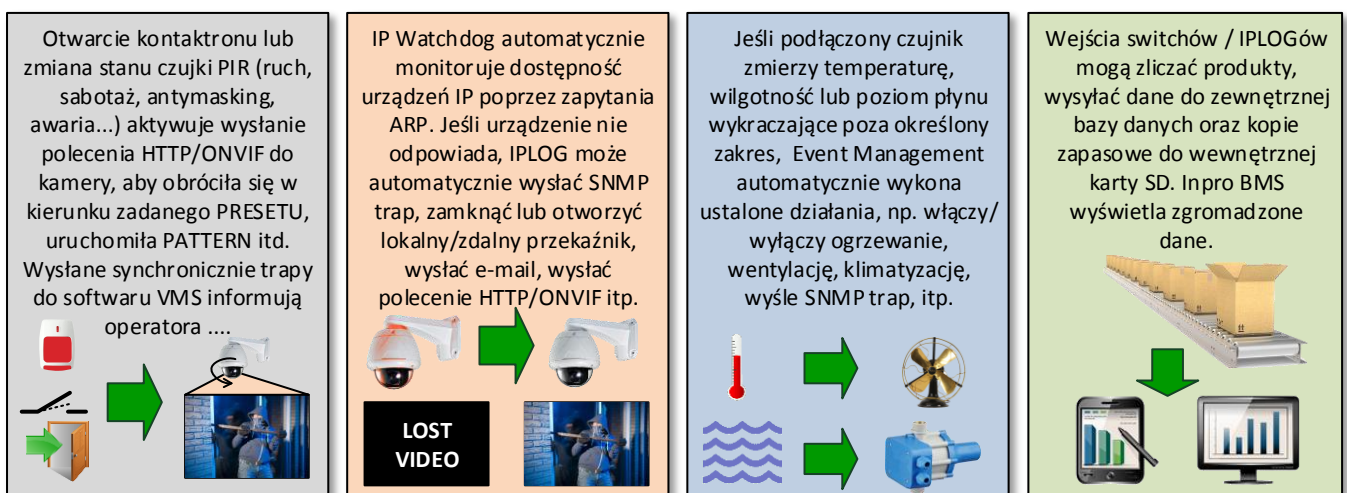 Otwarcie kontaktronu lub
zmiana stanu czujki PIR (ruch,
sabotaż, antymasking,
awaria...) aktywuje wysłanie
polecenia HTTP/ONVIF do
kamery, aby obróciła się w
kierunku zadanego PRESETU,
uruchomiła PATTERN itd.
Wysłane synchronicznie trapy
do softwaru VMS informują
operatora ....
IP Watchdog automatycznie
monitoruje dostępność
urządzeń IP poprzez zapytania
ARP. Jeśli urządzenie nie
odpowiada, IPLOG może
automatycznie wysłać SNMP
trap, zamknąć lub otworzyć
lokalny/zdalny przekaźnik,
wysłać e-mail, wysłać
polecenie HTTP/ONVIF itp.
LOST
VIDEO
Jeśli podłączony czujnik
zmierzy temperaturę,
wilgotność lub poziom płynu
wykraczające poza określony
zakres, Event Management
automatycznie wykona
ustalone działania, np. włączy/
wyłączy ogrzewanie,
wentylację, klimatyzację,
wyśle SNMP trap, itp.
Wejścia switchów / IPLOGów
mogą zliczać produkty,
wysyłać dane do zewnętrznej
bazy danych oraz kopie
zapasowe do wewnętrznej
karty SD. Inpro BMS
wyświetla zgromadzone
dane.